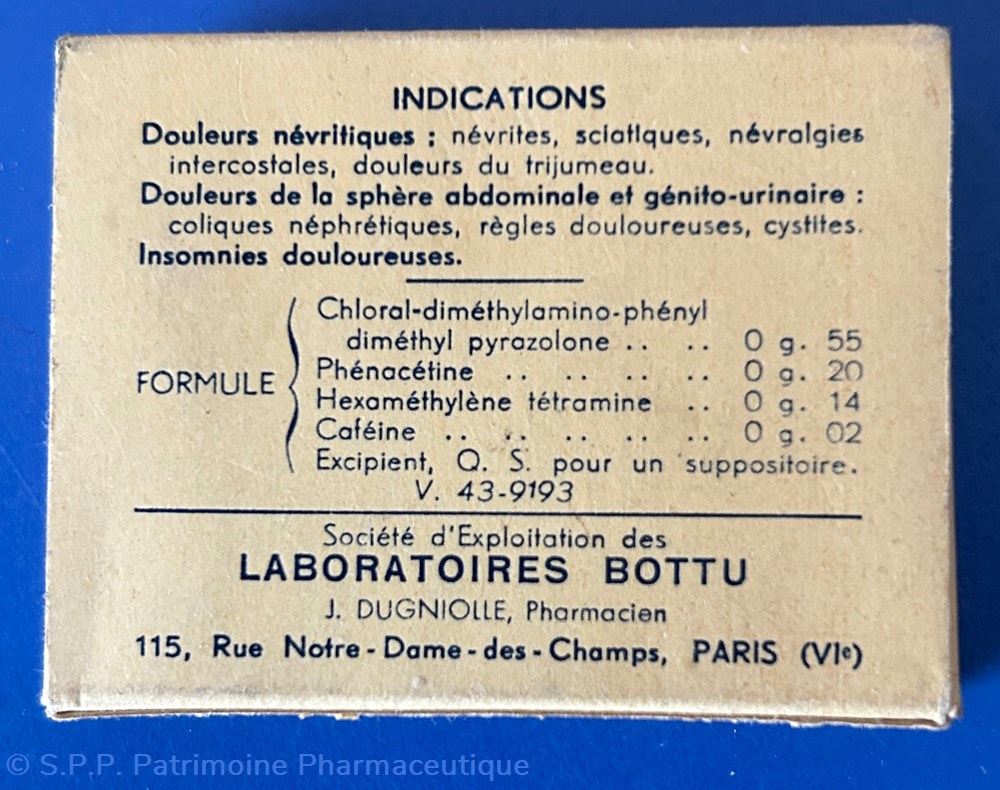 INDICATIONS
Douleurs névritiques : névrites, sciatiques, névralgies
intercostales, douleurs du trijumeau.
Douleurs de la sphère abdominale et génito-urinaire :
coliques néphrétiques, règles douloureuses, cystites.
Insomnies douloureuses.
Chloral-diméthylamino-phényl
diméthyl pyrazolone .. .. 0 g. 55
Phénacétine .. .. .. .. 0 g. 20
FORMULE
Hexaméthylène tétramine .. 0 g. 14
Caféine .. .. .. .. .. 0 g. 02
Excipient, Q. S. pour un suppositoire.
V. 43-9193
Société d'Exploitation des
LABORATOIRES BOTTU
J. DUGNIOLLE, Pharmacien
115, Rue Notre-Dame-des-Champs, PARIS (VIe)
© S.P.P. Patrimoine Pharmaceutique